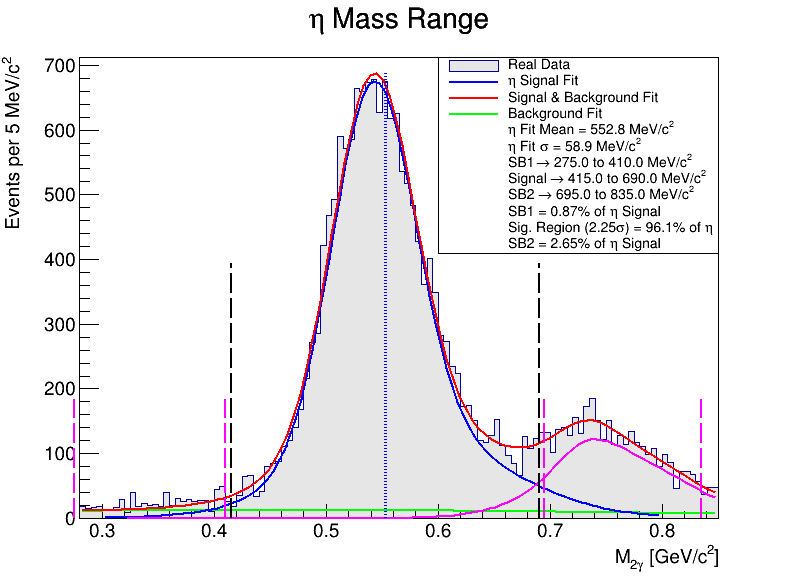 η Mass Range
Events per 5 MeV/c²
700
600
500
400
300
200
100
0
Real Data
η Signal Fit
Signal & Background Fit
Background Fit
η Fit Mean = 552.8 MeV/c²
η Fit σ = 58.9 MeV/c²
SB1 → 275.0 to 410.0 MeV/c²
Signal → 415.0 to 690.0 MeV/c²
SB2 → 695.0 to 835.0 MeV/c²
SB1 = 0.87% of η Signal
Sig. Region (2.25σ) = 96.1% of η
SB2 = 2.65% of η Signal
0.3 0.4 0.5 0.6 0.7 0.8
M₂γ [GeV/c²]